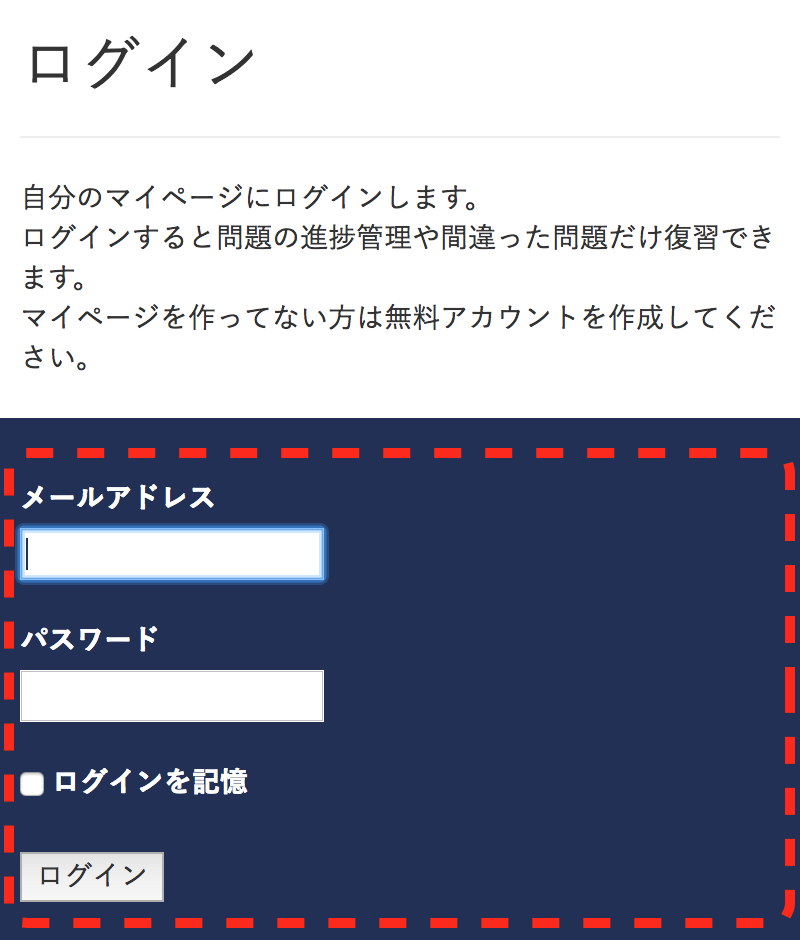 ログイン
自分のマイページにログインします。
ログインすると問題の進捗管理や間違った問題だけ復習でき
ます。
マイページを作ってない方は無料アカウントを作成してくだ
さい。
メールアドレス
パスワード
ログインを記憶
ログイン